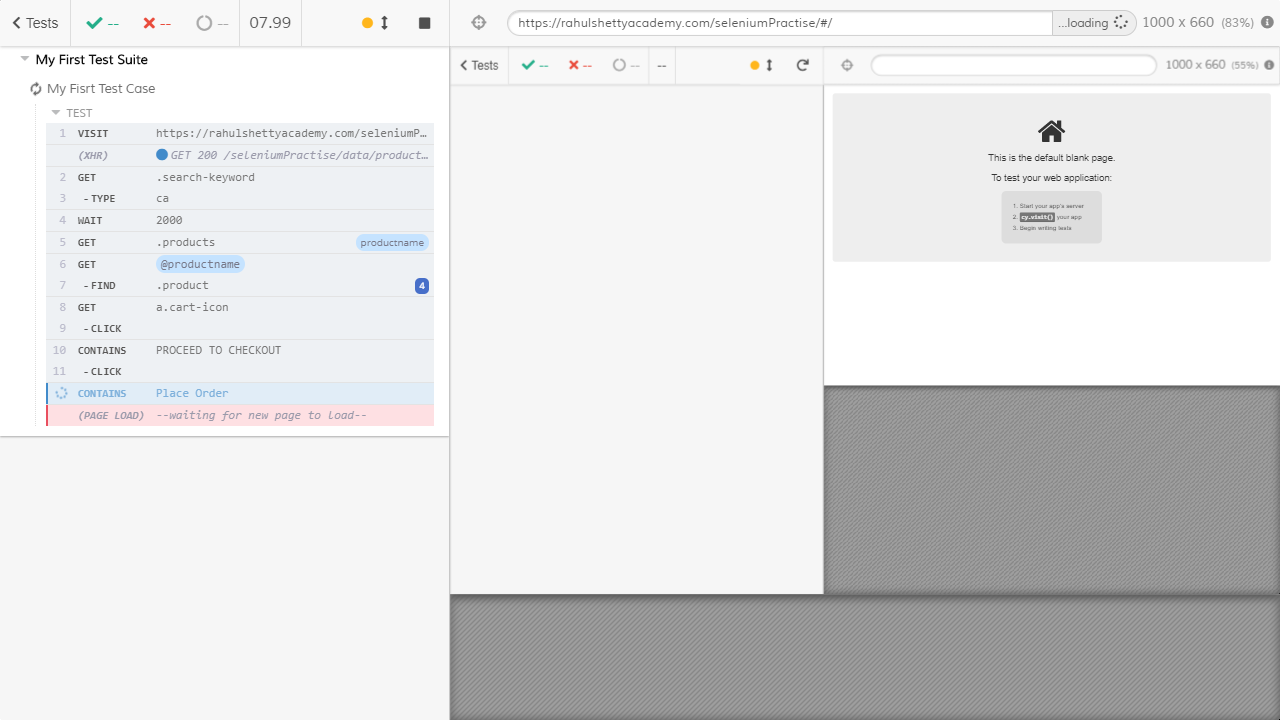 Tests -- -- -- 07.99
https://rahulshettyacademy.com/seleniumPractise/#/ ...loading 1000 x 660 (83%)
My First Test Suite
My Fisrt Test Case
TEST
1 VISIT https://rahulshettyacademy.com/seleniumP…
(XHR) GET 200 /seleniumPractise/data/product…
2 GET .search-keyword
3 -TYPE ca
4 WAIT 2000
5 GET .products productname
6 GET @productname
7 -FIND .product 4
8 GET a.cart-icon
9 -CLICK
10 CONTAINS PROCEED TO CHECKOUT
11 -CLICK
CONTAINS Place Order
(PAGE LOAD) --waiting for new page to load--
Tests -- -- -- --
1000 x 660 (55%)
This is the default blank page.
To test your web application:
1. Start your app's server
2. cy.visit() your app
3. Begin writing tests